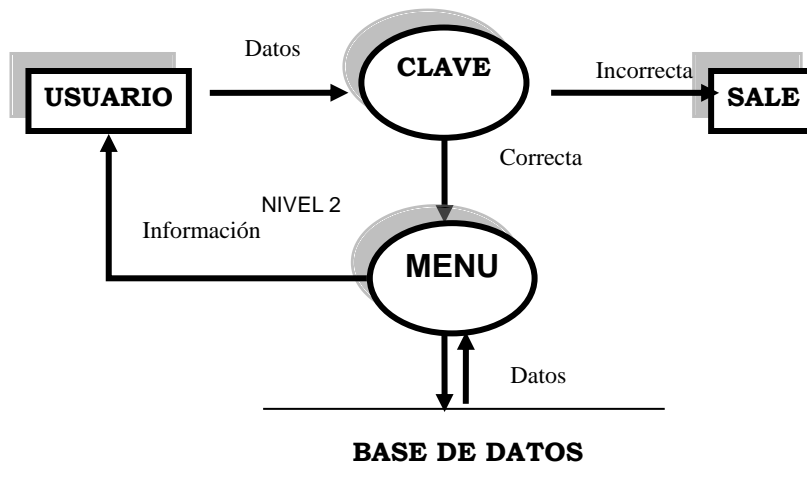 Datos
CLAVE
Incorrecta
USUARIO
SALE
Correcta
NIVEL 2
Información
MENU
Datos
BASE DE DATOS